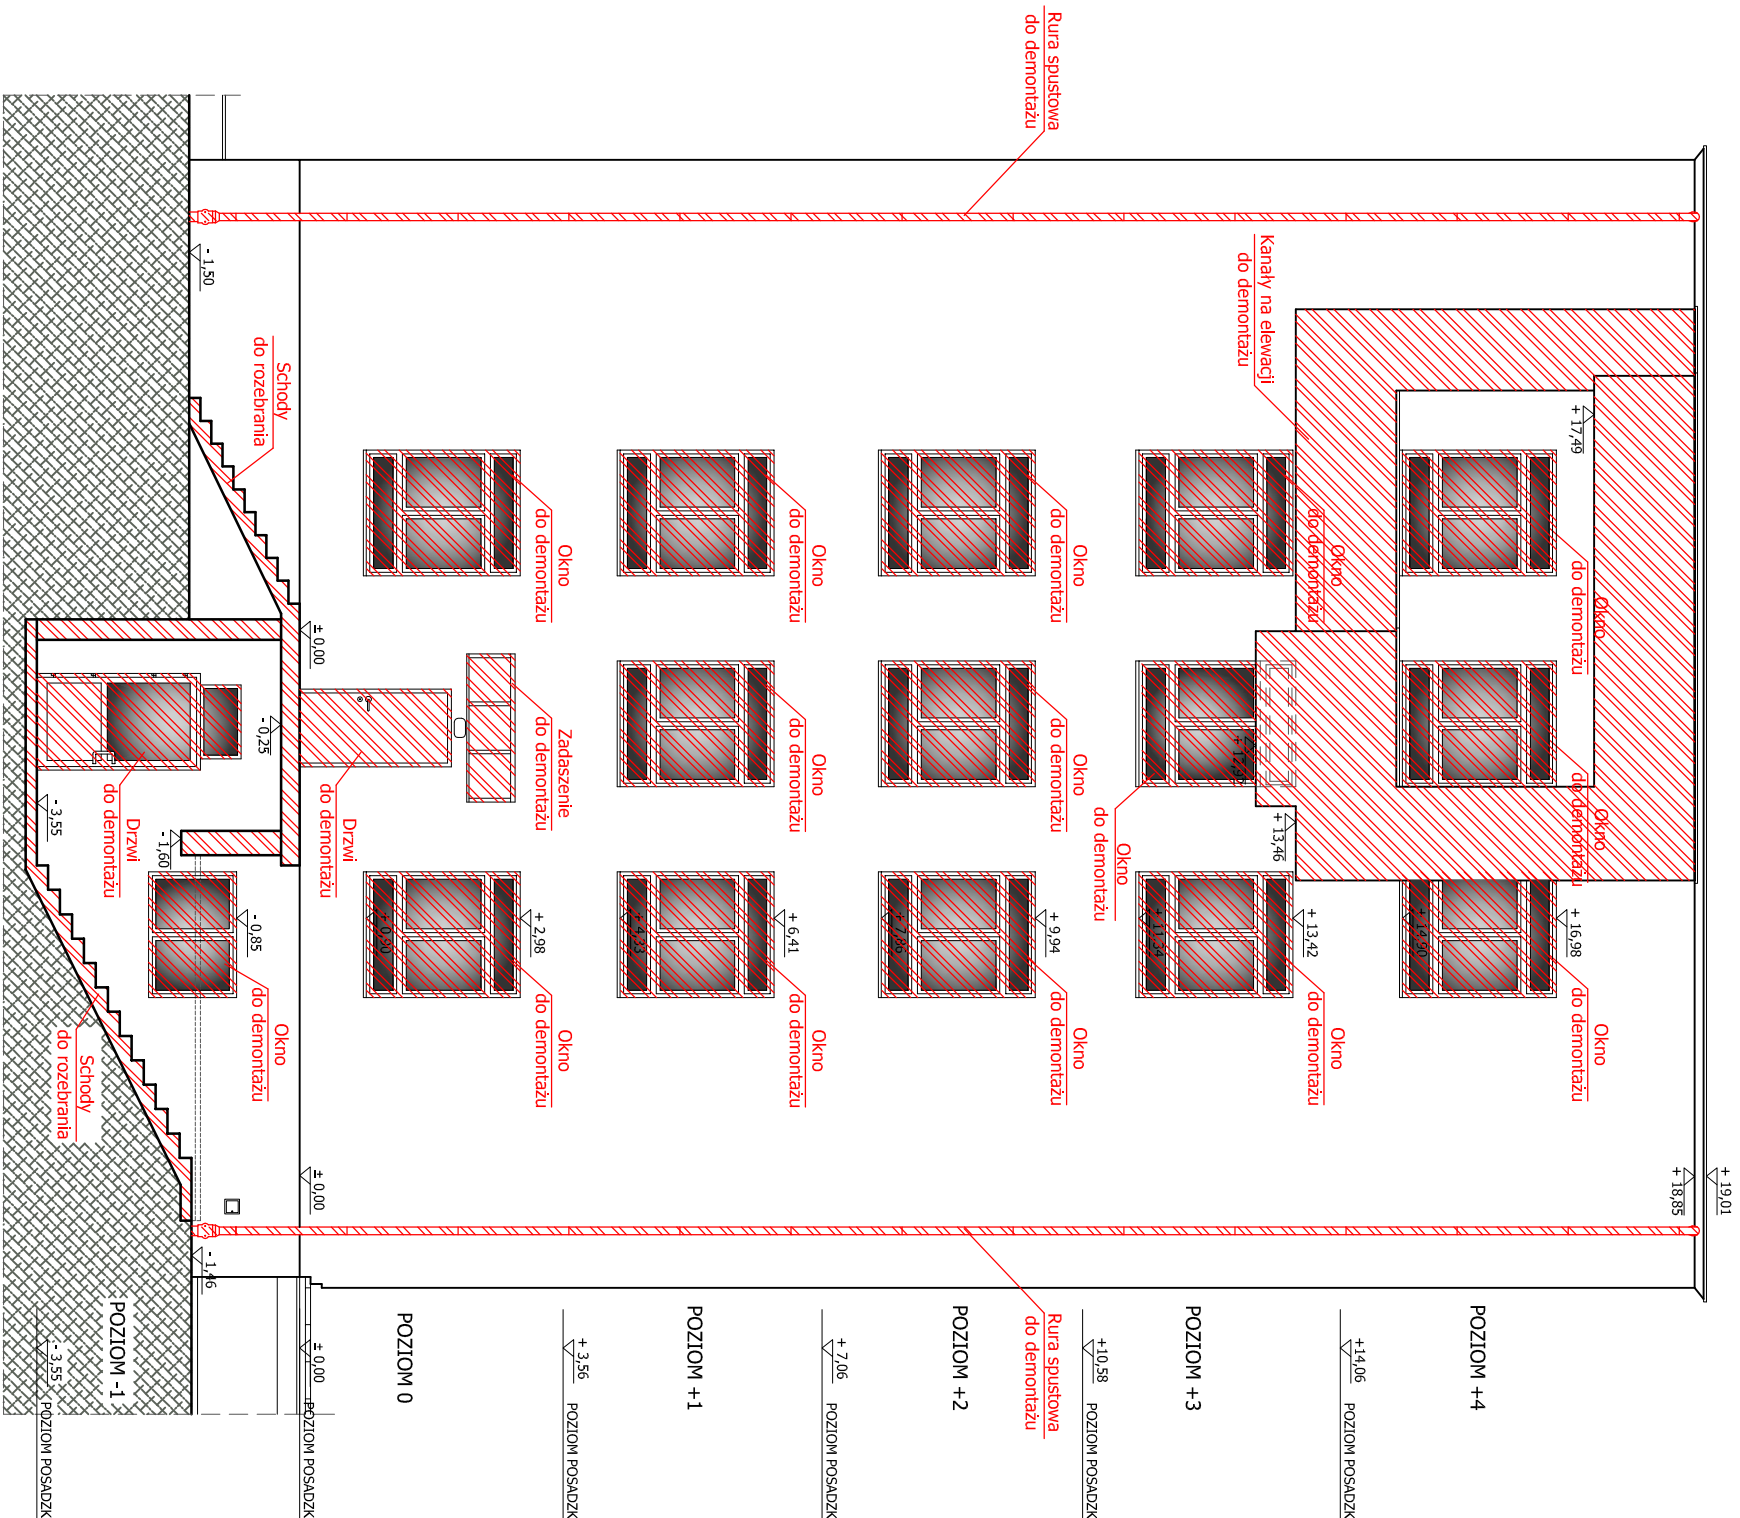 + 19,01
+ 18,85
Okno
do demontażu
Okno
do demontażu
Okno
do demontażu
+ 17,49
+ 16,98
+ 14,90
POZIOM +4
+14,06
POZIOM POSADZK
Kanały na elewacji
do demontażu
Okno
do demontażu
Okno
do demontażu
Okno
do demontażu
+ 13,46
+ 13,42
+ 11,34
POZIOM +3
+10,58
POZIOM POSADZK
Rura spustowa
do demontażu
Okno
do demontażu
Okno
do demontażu
Okno
do demontażu
+ 9,94
+ 7,86
Rura spustowa
do demontażu
POZIOM +2
+ 7,06
POZIOM POSADZK
Okno
do demontażu
Okno
do demontażu
Okno
do demontażu
+ 6,41
+ 4,33
POZIOM +1
+ 3,56
POZIOM POSADZK
Okno
do demontażu
Zadaszenie
do demontażu
Okno
do demontażu
+ 2,98
+ 0,90
POZIOM 0
Drzwi
do demontażu
± 0,00
± 0,00
± 0,00
POZIOM POSADZK
Schody
do rozebrania
- 0,25
- 0,85
Okno
do demontażu
- 1,50
- 1,60
- 1,46
Drzwi
do demontażu
Schody
do rozebrania
POZIOM -1
- 3,55
- 3,55
POZIOM POSADZK